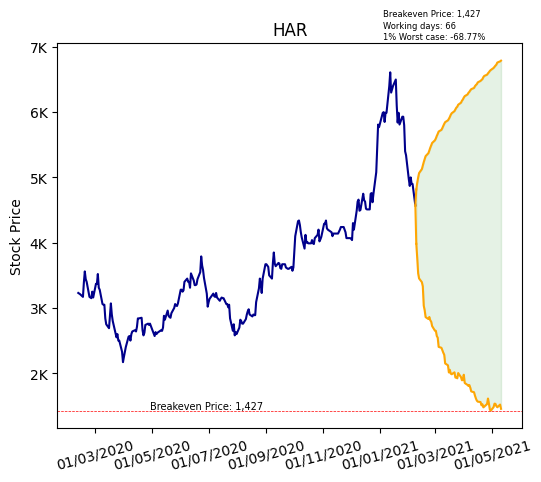 Breakeven Price: 1,427
Working days: 66
1% Worst case: -68.77%
HAR
Stock Price
7K
6K
5K
4K
3K
2K
Breakeven Price: 1,427
01/03/2020
01/05/2020
01/07/2020
01/09/2020
01/11/2020
01/01/2021
01/03/2021
01/05/2021